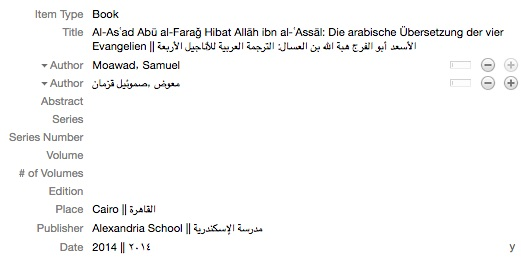 Item Type Book
Title Al-Asʿad Abū al-Farağ Hibat Allāh ibn al-ʿAssāl: Die arabische Übersetzung der vier
Evangelien || الأسعد أبو الفرج هبة الله بن العسال: الترجمة العربية للأناجيل الأربعة
Author Moawad, Samuel
Author معوض, صموئيل قزمان
Abstract
Series
Series Number
Volume
# of Volumes
Edition
Place Cairo || القاهرة
Publisher Alexandria School || مدرسة الإسكندرية
Date 2014 || ٢٠١٤ y